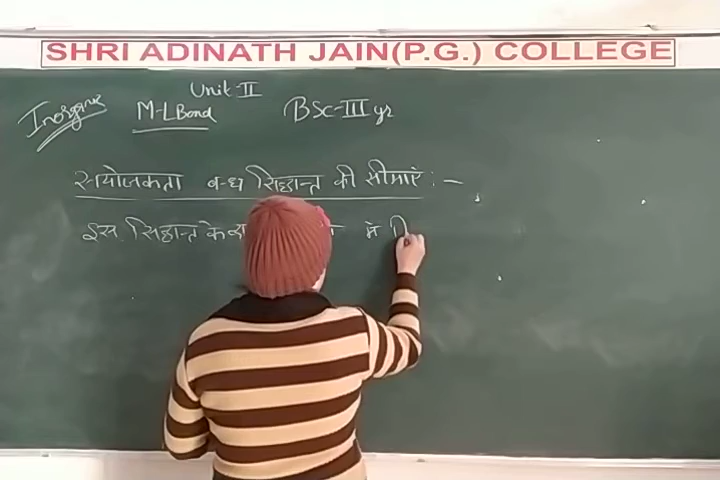 SHRI ADINATH JAIN(P.G.) COLLEGE
Unit-II
Inorganic M-L Bond BSc-III yr
संयोजकता बन्ध सिद्धान्त की सीमाएं :-
इस सिद्धान्त के में